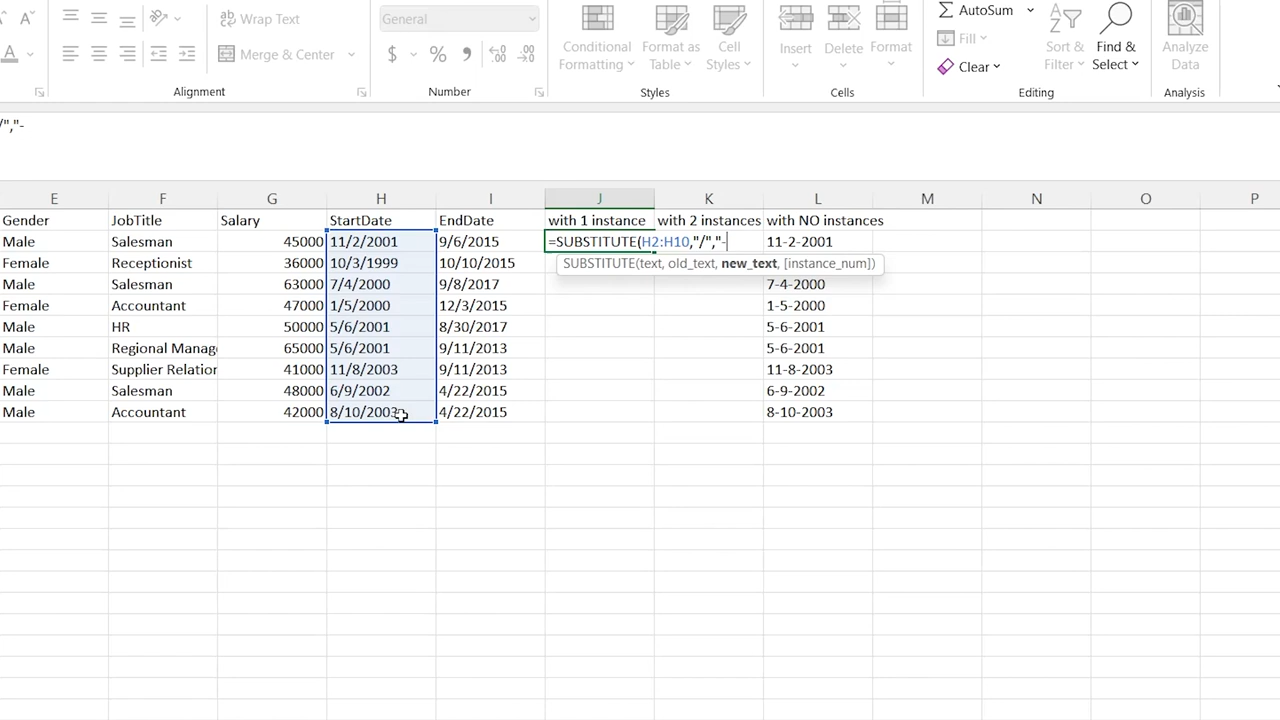 A A
Wrap Text
General
AutoSum
Fill
Clear
A
Merge & Center
$ % , .00
Conditional Formatting
Format as Table
Cell Styles
Insert
Delete
Format
Sort & Filter
Find & Select
Analyze Data
Alignment
Number
Styles
Cells
Editing
Analysis
/","-
E F G H I J K L M N O P
Gender JobTitle Salary StartDate EndDate with 1 instance with 2 instances with NO instances
Male Salesman 45000 11/2/2001 9/6/2015 =SUBSTITUTE(H2:H10,"/","- 11-2-2001
Female Receptionist 36000 10/3/1999 10/10/2015 SUBSTITUTE(text, old_text, new_text, [instance_num])
Male Salesman 63000 7/4/2000 9/8/2017 7-4-2000
Female Accountant 47000 1/5/2000 12/3/2015 1-5-2000
Male HR 50000 5/6/2001 8/30/2017 5-6-2001
Male Regional Manag 65000 5/6/2001 9/11/2013 5-6-2001
Female Supplier Relation 41000 11/8/2003 9/11/2013 11-8-2003
Male Salesman 48000 6/9/2002 4/22/2015 6-9-2002
Male Accountant 42000 8/10/2003 4/22/2015 8-10-2003